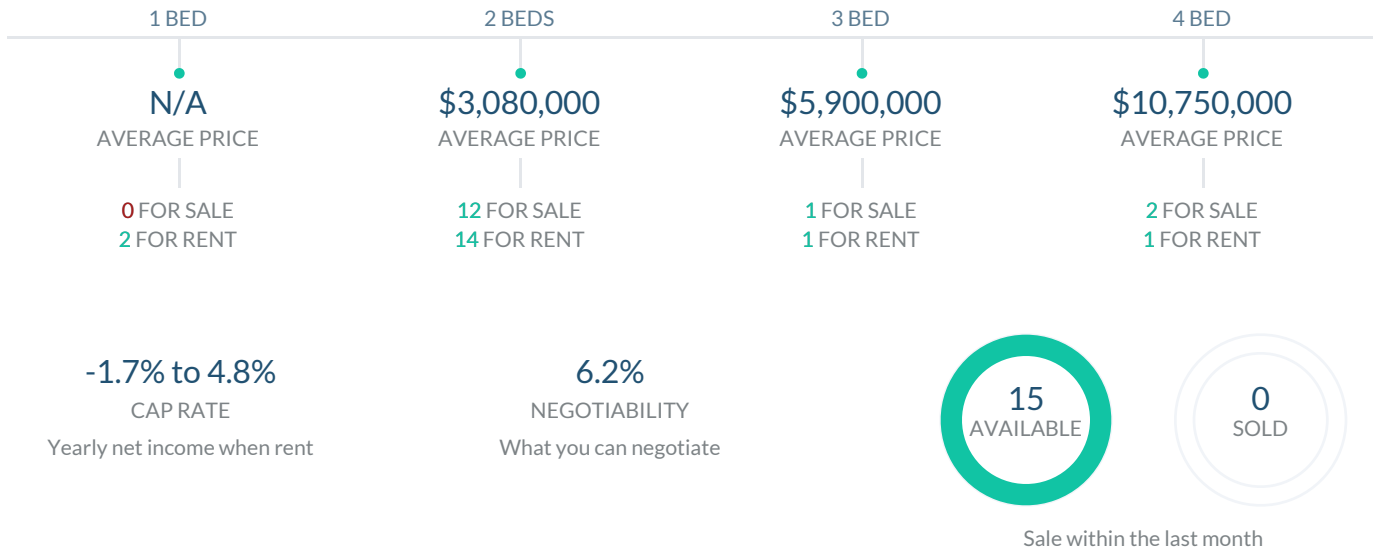 1 BED
2 BEDS
3 BED
4 BED
N/A
$3,080,000
$5,900,000
$10,750,000
AVERAGE PRICE
AVERAGE PRICE
AVERAGE PRICE
AVERAGE PRICE
0 FOR SALE
12 FOR SALE
1 FOR SALE
2 FOR SALE
2 FOR RENT
14 FOR RENT
1 FOR RENT
1 FOR RENT
-1.7% to 4.8%
CAP RATE
Yearly net income when rent
6.2%
NEGOTIABILITY
What you can negotiate
15
AVAILABLE
0
SOLD
Sale within the last month